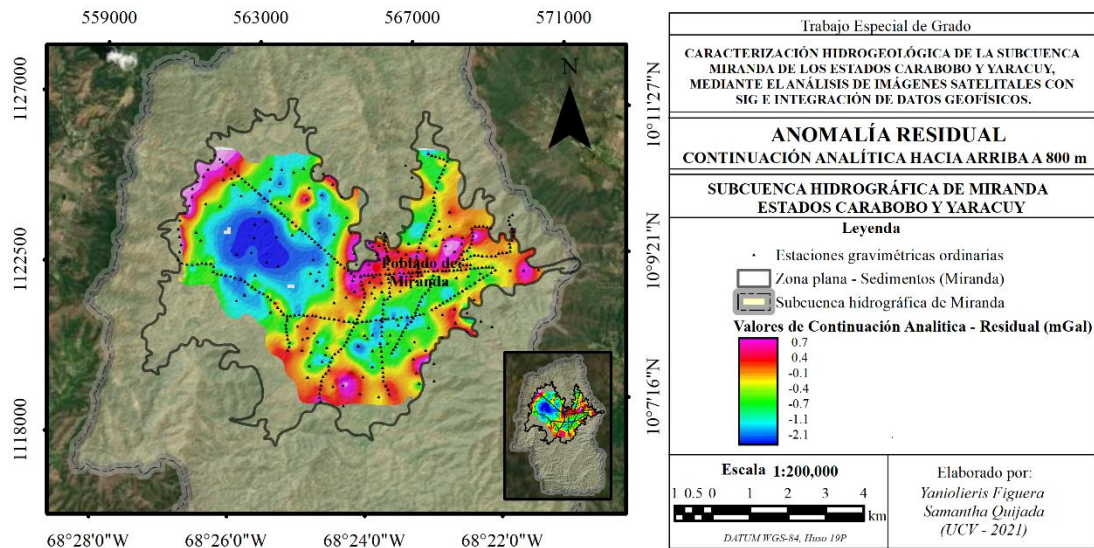 559000
563000
567000
571000
1127000
1122500
1118000
N
Poblado de
Miranda
10°11'27"N
10°9'21"N
10°7'16"N
68°28'0"W
68°26'0"W
68°24'0"W
68°22'0"W
Trabajo Especial de Grado
CARACTERIZACIÓN HIDROGEOLÓGICA DE LA SUBCUENCA
MIRANDA DE LOS ESTADOS CARABOBO Y YARACUY,
MEDIANTE EL ANÁLISIS DE IMÁGENES SATELITALES CON
SIG E INTEGRACIÓN DE DATOS GEOFÍSICOS.
ANOMALÍA RESIDUAL
CONTINUACIÓN ANALÍTICA HACIA ARRIBA A 800 m
SUBCUENCA HIDROGRÁFICA DE MIRANDA
ESTADOS CARABOBO Y YARACUY
Leyenda
Estaciones gravimétricas ordinarias
Zona plana - Sedimentos (Miranda)
Subcuenca hidrográfica de Miranda
Valores de Continuación Analitica - Residual (mGal)
0.7
0.4
-0.1
-0.4
-0.7
-1.1
-2.1
Escala 1:200,000
1 0.5 0 1 2 3 4
km
DATUM WGS-84, Huso 19P
Elaborado por:
Yaniolieris Figuera
Samantha Quijada
(UCV - 2021)